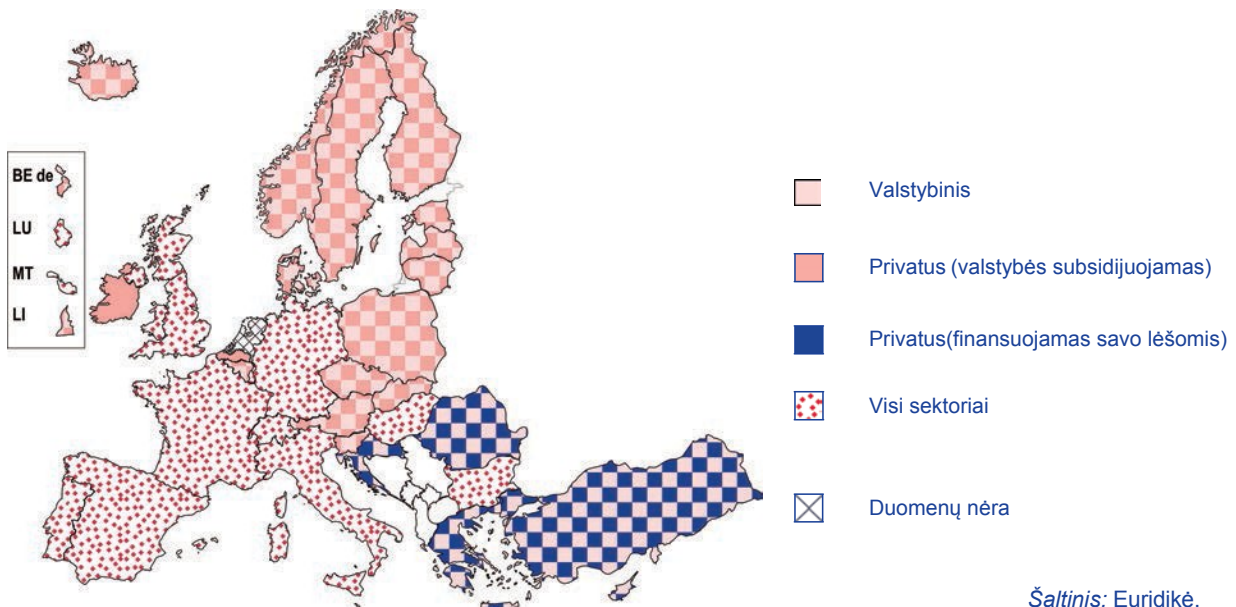 BE de
LU
MT
LI
Valstybinis
Privatus (valstybės subsidijuojamas)
Privatus(finansuojamas savo lėšomis)
Visi sektoriai
Duomenų nėra
Šaltinis: Euridikė.